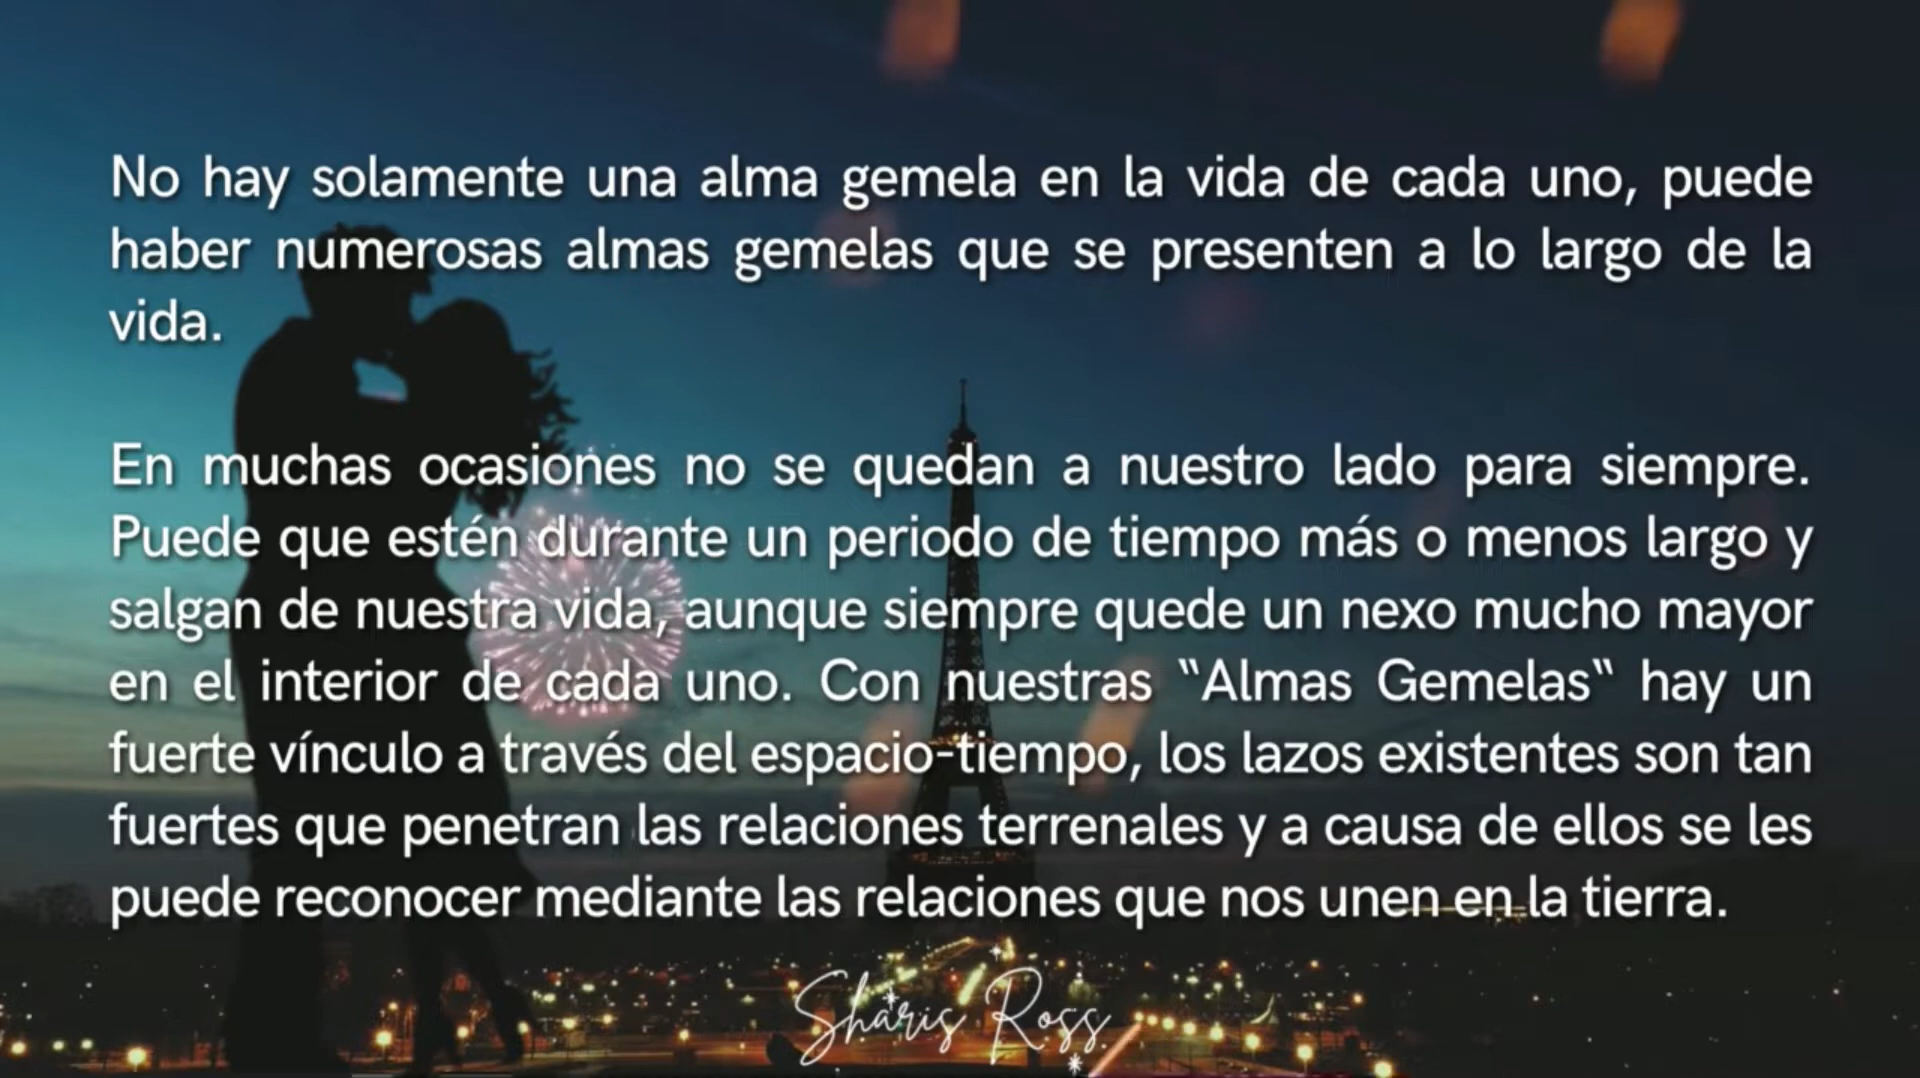 No hay solamente una alma gemela en la vida de cada uno, puede
haber numerosas almas gemelas que se presenten a lo largo de la
vida.
En muchas ocasiones no se quedan a nuestro lado para siempre.
Puede que estén durante un periodo de tiempo más o menos largo y
salgan de nuestra vida, aunque siempre quede un nexo mucho mayor
en el interior de cada uno. Con nuestras “Almas Gemelas“ hay un
fuerte vínculo a través del espacio-tiempo, los lazos existentes son tan
fuertes que penetran las relaciones terrenales y a causa de ellos se les
puede reconocer mediante las relaciones que nos unen en la tierra.
Sharis Ross